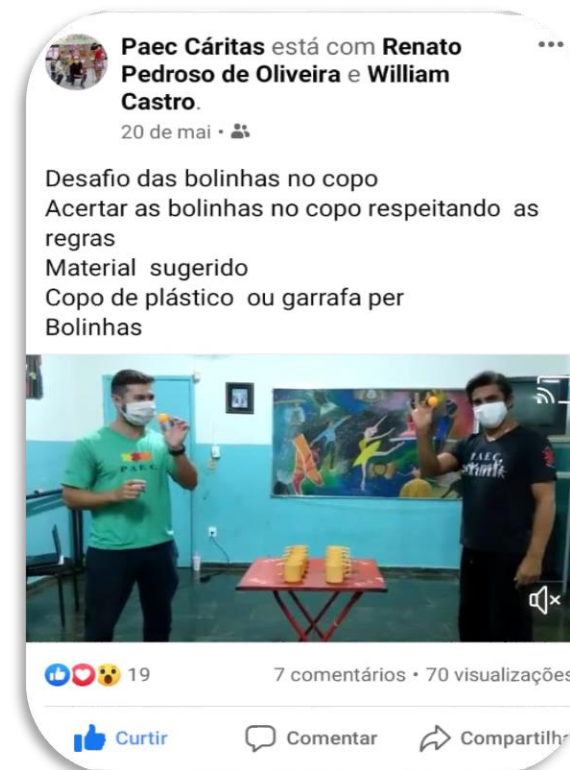 Paec Cáritas está com Renato
Pedroso de Oliveira e William
Castro.
20 de mai •
Desafio das bolinhas no copo
Acertar as bolinhas no copo respeitando as
regras
Material sugerido
Copo de plástico ou garrafa per
Bolinhas
P.A.E.C.
P.A.E.C.
19
7 comentários • 70 visualizações
Curtir
Comentar
Compartilha